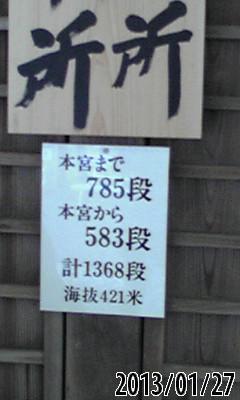 所 所
本宮まで
785段
本宮から
583段
計1368段
海抜421米
2013/01/27